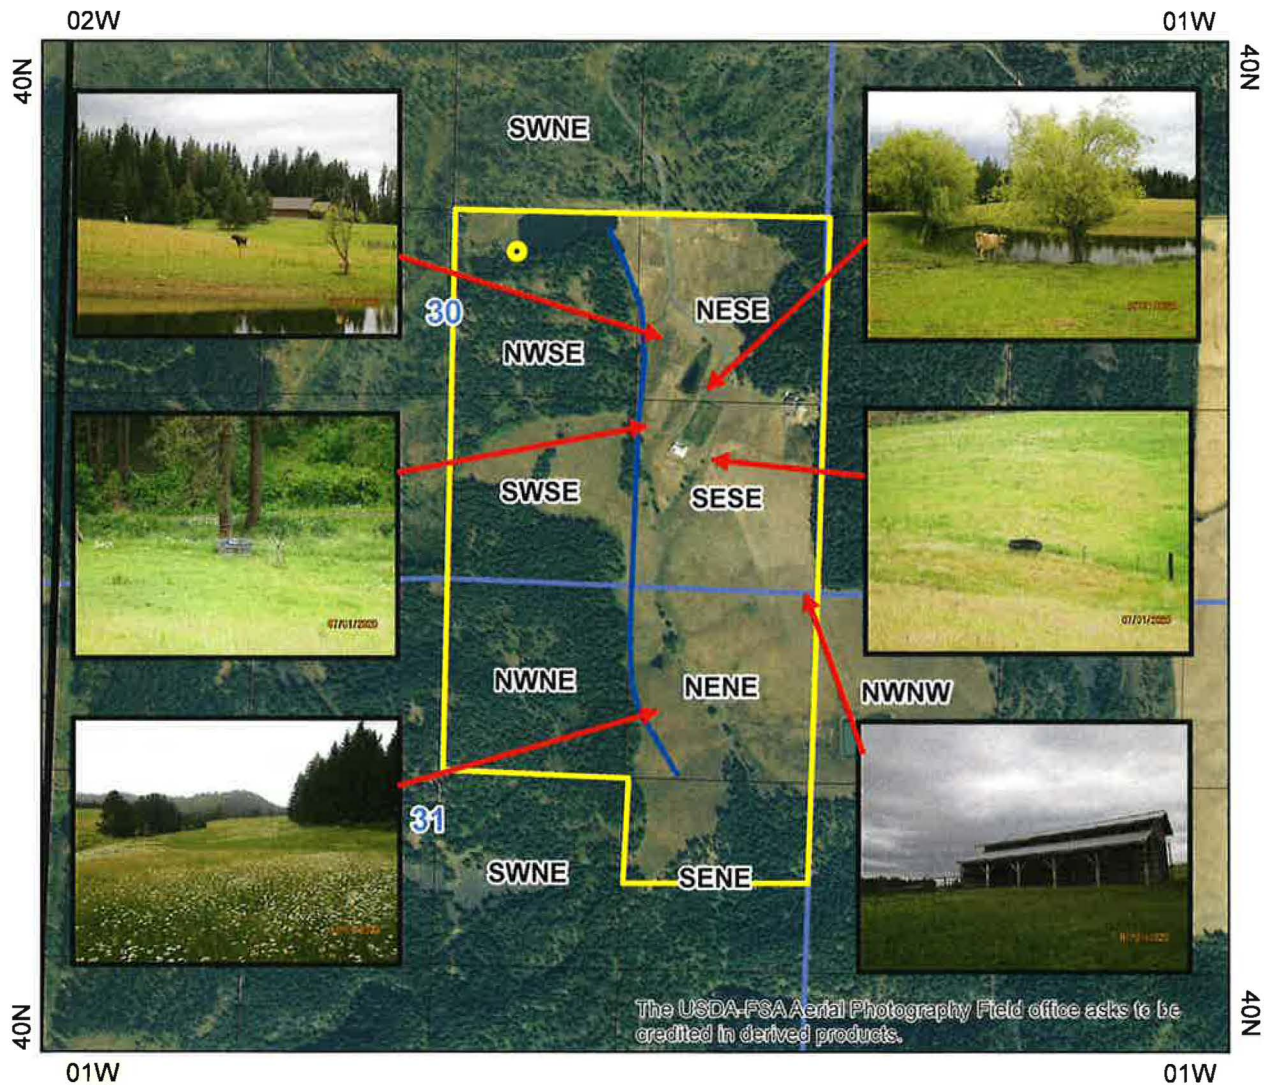 02W
01W
40N
40N
SWNE
30
NESE
NWSE
SWSE
SESE
07/01/2020
07/01/2020
NWNE
NENE
NWNW
31
SWNE
SENE
The USDA-FSA Aerial Photography Field office asks to be
credited in derived products.
40N
40N
01W
01W